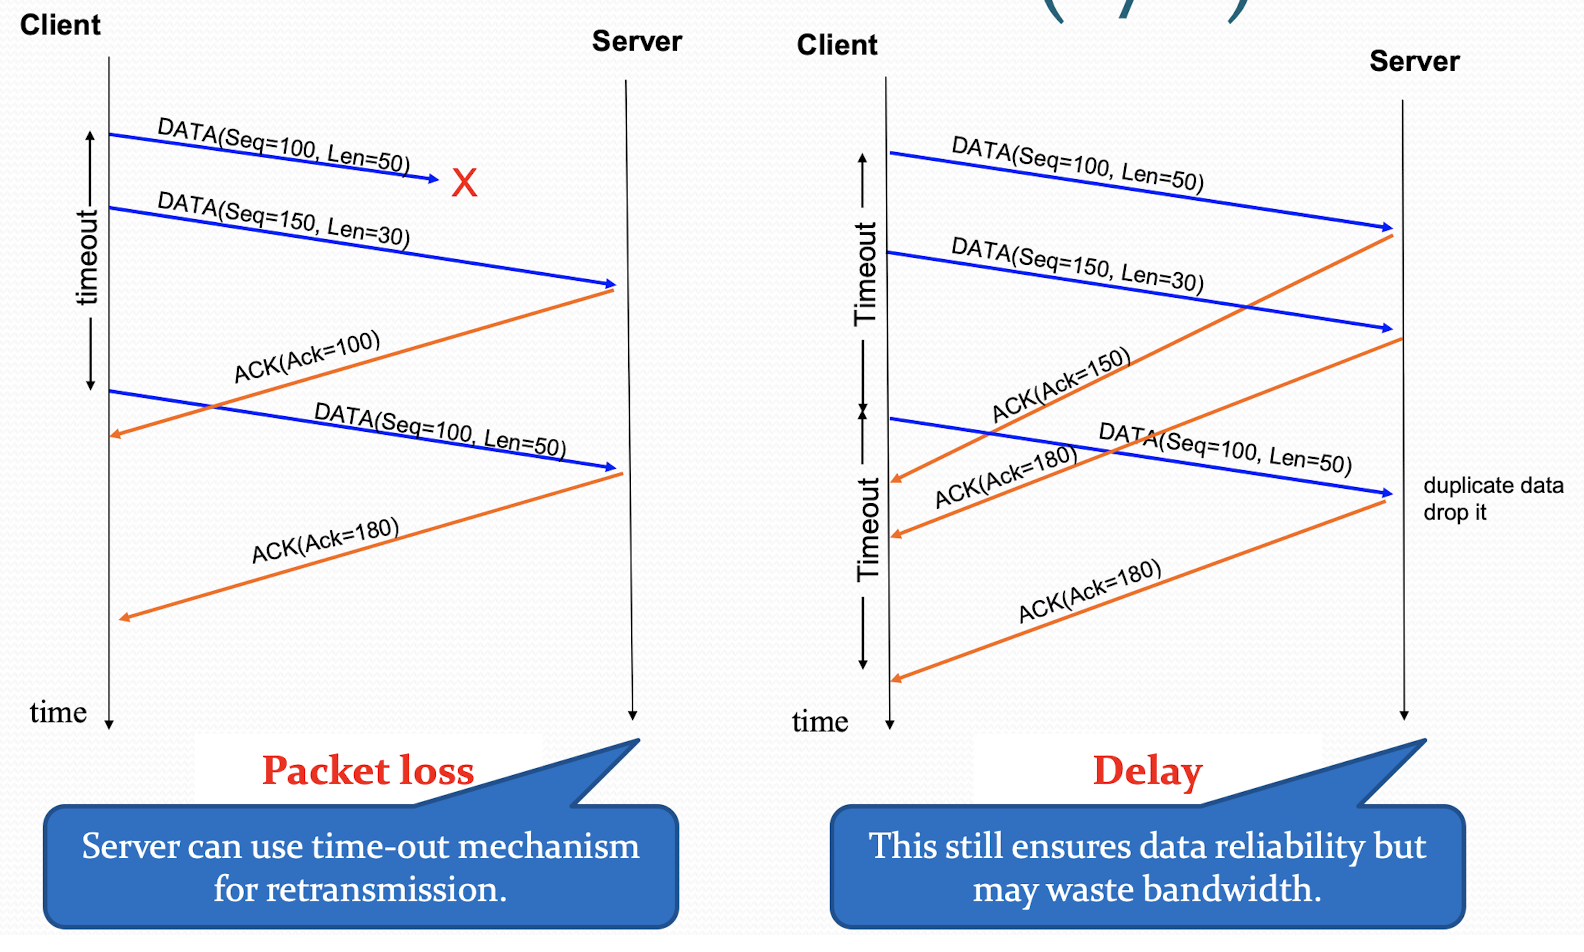 Client
Server
DATA(Seq=100, Len=50)
X
DATA(Seq=150, Len=30)
timeout
ACK(Ack=100)
DATA(Seq=100, Len=50)
ACK(Ack=180)
time
Packet loss
Server can use time-out mechanism
for retransmission.
Client
Server
DATA(Seq=100, Len=50)
Timeout
DATA(Seq=150, Len=30)
ACK(Ack=150)
DATA(Seq=100, Len=50)
ACK(Ack=180)
duplicate data
drop it
Timeout
ACK(Ack=180)
time
Delay
This still ensures data reliability but
may waste bandwidth.